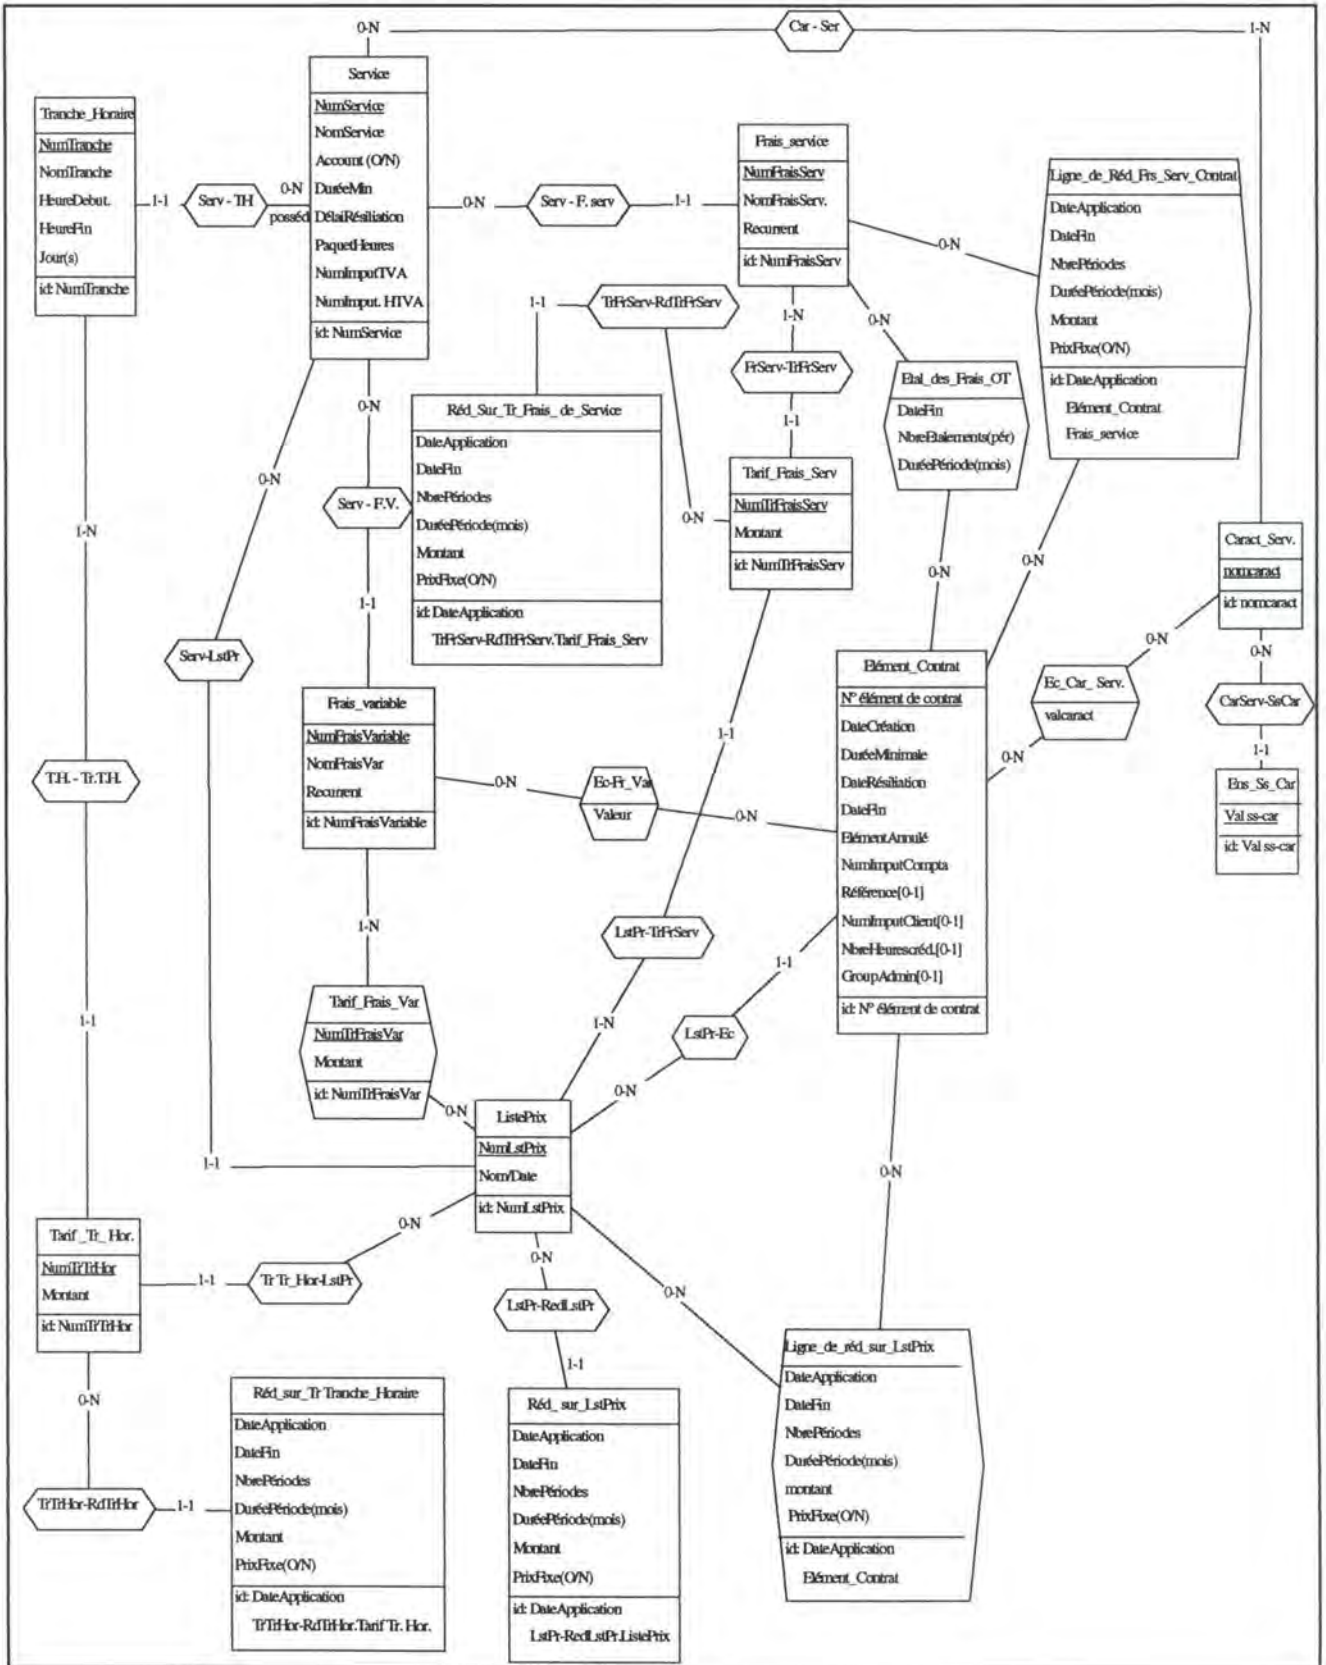 0-N
Car - Ser
1-N
Service
NumService
NomService
Account (O/N)
DuréeMin
DélaiRésiliation
PaquetHeures
NumImputTVA
NumImput. HTVA
id: NumService
Tranche_Horaire
NumTranche
NomTranche
HeureDebut.
HeureFin
Jour(s)
id: NumTranche
1-1
Serv - TH
0-N
posséd
0-N
Serv - F. serv
1-1
Frais_service
NumFraisServ
NomFraisServ.
Recurrent
id: NumFraisServ
0-N
Ligne_de_Réd_Frs_Serv_Contrat
DateApplication
DateFin
NbrePériodes
DuréePériode(mois)
Montant
PrixFixe(O/N)
id: DateApplication
Elément_Contrat
Frais_service
1-1
TrFrServ-RdTrFrServ
1-N
0-N
FrServ-TrFrServ
1-1
Etal_des_Frais_OT
DateFin
NbreEtalements(pér)
DuréePériode(mois)
0-N
Réd_Sur_Tr_Frais_ de_Service
DateApplication
DateFin
NbrePériodes
DuréePériode(mois)
Montant
PrixFixe(O/N)
id: DateApplication
TrFrServ-RdTrFrServ.Tarif_Frais_Serv
0-N
Serv - F.V.
1-1
Tarif_Frais_Serv
NumTrFraisServ
Montant
id: NumTrFraisServ
0-N
0-N
0-N
Caract_Serv.
nomcaract
id: nomcaract
1-N
Serv-LstPr
Elément_Contrat
N° élément de contrat
DateCréation
DuréeMinimale
DateRésiliation
DateFin
ElémentAnnulé
NumImputCompta
Référence[0-1]
NumImputClient[0-1]
NbreHeurescréd.[0-1]
GroupAdmin[0-1]
id: N° élément de contrat
0-N
Ec_Car_ Serv.
valcaract
0-N
0-N
CarServ-SsCar
1-1
Ens_Ss_Car
Val ss-car
id: Val ss-car
Frais_variable
NumFraisVariable
NomFraisVar
Recurrent
id: NumFraisVariable
1-1
T.H. - Tr.T.H.
0-N
Ec-Fr_Var
Valeur
0-N
1-N
LstPr-TrFrServ
1-1
Tarif_Frais_Var
NumTrFraisVar
Montant
id: NumTrFraisVar
1-1
1-N
LstPr-Ec
0-N
0-N
ListePrix
NumLstPrix
Nom/Date
id: NumLstPrix
1-1
0-N
Tarif _Tr_ Hor.
NumTrTrHor
Montant
id: NumTrTrHor
1-1
Tr Tr_Hor-LstPr
0-N
0-N
LstPr-RedLstPr
0-N
1-1
0-N
Ligne_de_réd_sur_LstPrix
DateApplication
DateFin
NbrePériodes
DuréePériode(mois)
montant
PrixFixe(O/N)
id: DateApplication
Elément_Contrat
Réd_sur_Tr Tranche_Horaire
DateApplication
DateFin
NbrePériodes
DuréePériode(mois)
Montant
PrixFixe(O/N)
id: DateApplication
TrTrHor-RdTrHor.Tarif Tr. Hor.
TrTrHor-RdTrHor
1-1
Réd_ sur_LstPrix
DateApplication
DateFin
NbrePériodes
DuréePériode(mois)
Montant
PrixFixe(O/N)
id: DateApplication
LstPr-RedLstPr.ListePrix